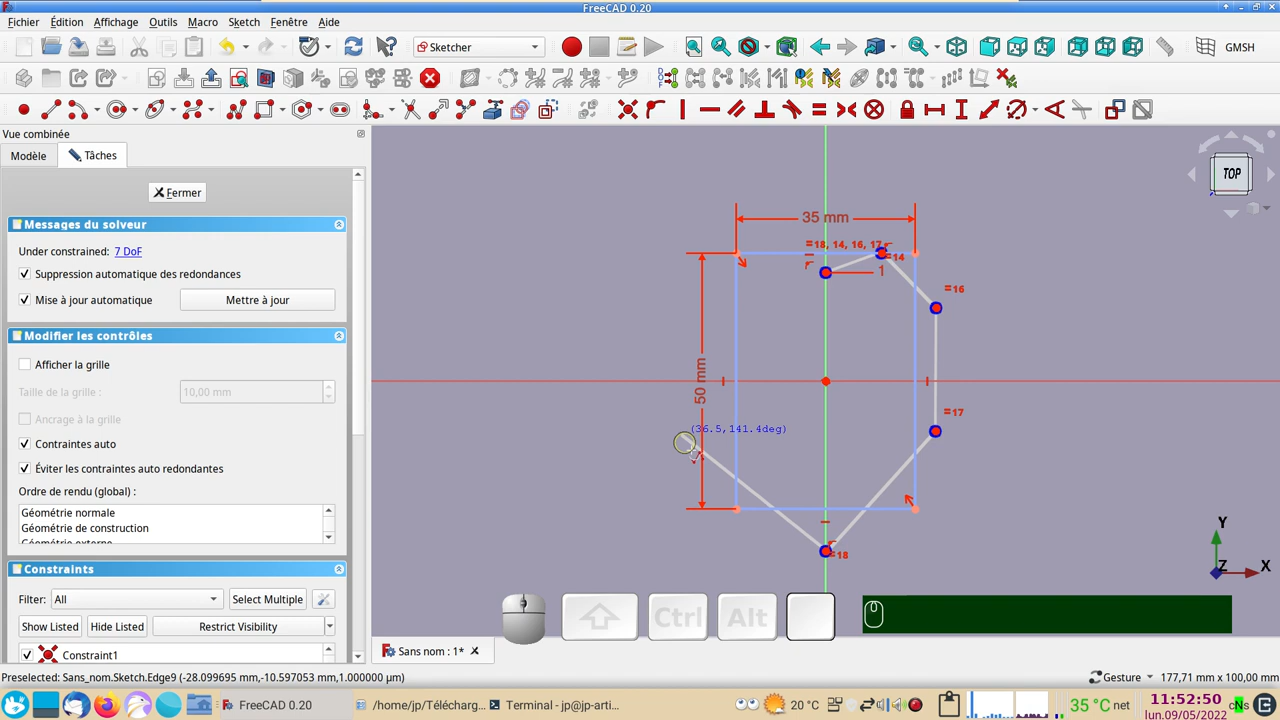 FreeCAD 0.20
Fichier Édition Affichage Outils Macro Sketch Fenêtre Aide
Sketcher
GMSH
Vue combinée
Modèle Tâches
Fermer
Messages du solveur
Under constrained: 7 DoF
Suppression automatique des redondances
Mise à jour automatique Mettre à jour
Modifier les contrôles
Afficher la grille
Taille de la grille : 10,00 mm
Ancrage à la grille
Contraintes auto
Éviter les contraintes auto redondantes
Ordre de rendu (global) :
Géométrie normale
Géométrie de construction
Géométrie externe
Constraints
Filter: All Select Multiple
Show Listed Hide Listed Restrict Visibility
Constraint1
TOP
35 mm
=18, 14, 16, 17
=14
1
=16
50 mm
=17
(36.5,141.4deg)
=18
Y
Z X
Ctrl Alt
Sans nom : 1*
Preselected: Sans_nom.Sketch.Edge9 (-28.099695 mm,-10.597053 mm,1.000000 µm) Gesture 177,71 mm x 100,00 mm
FreeCAD 0.20 /home/jp/Télécharg... Terminal - jp@jp-arti... 20 °C 35 °C net 11:52:50 cNs
lun.09/05/2022